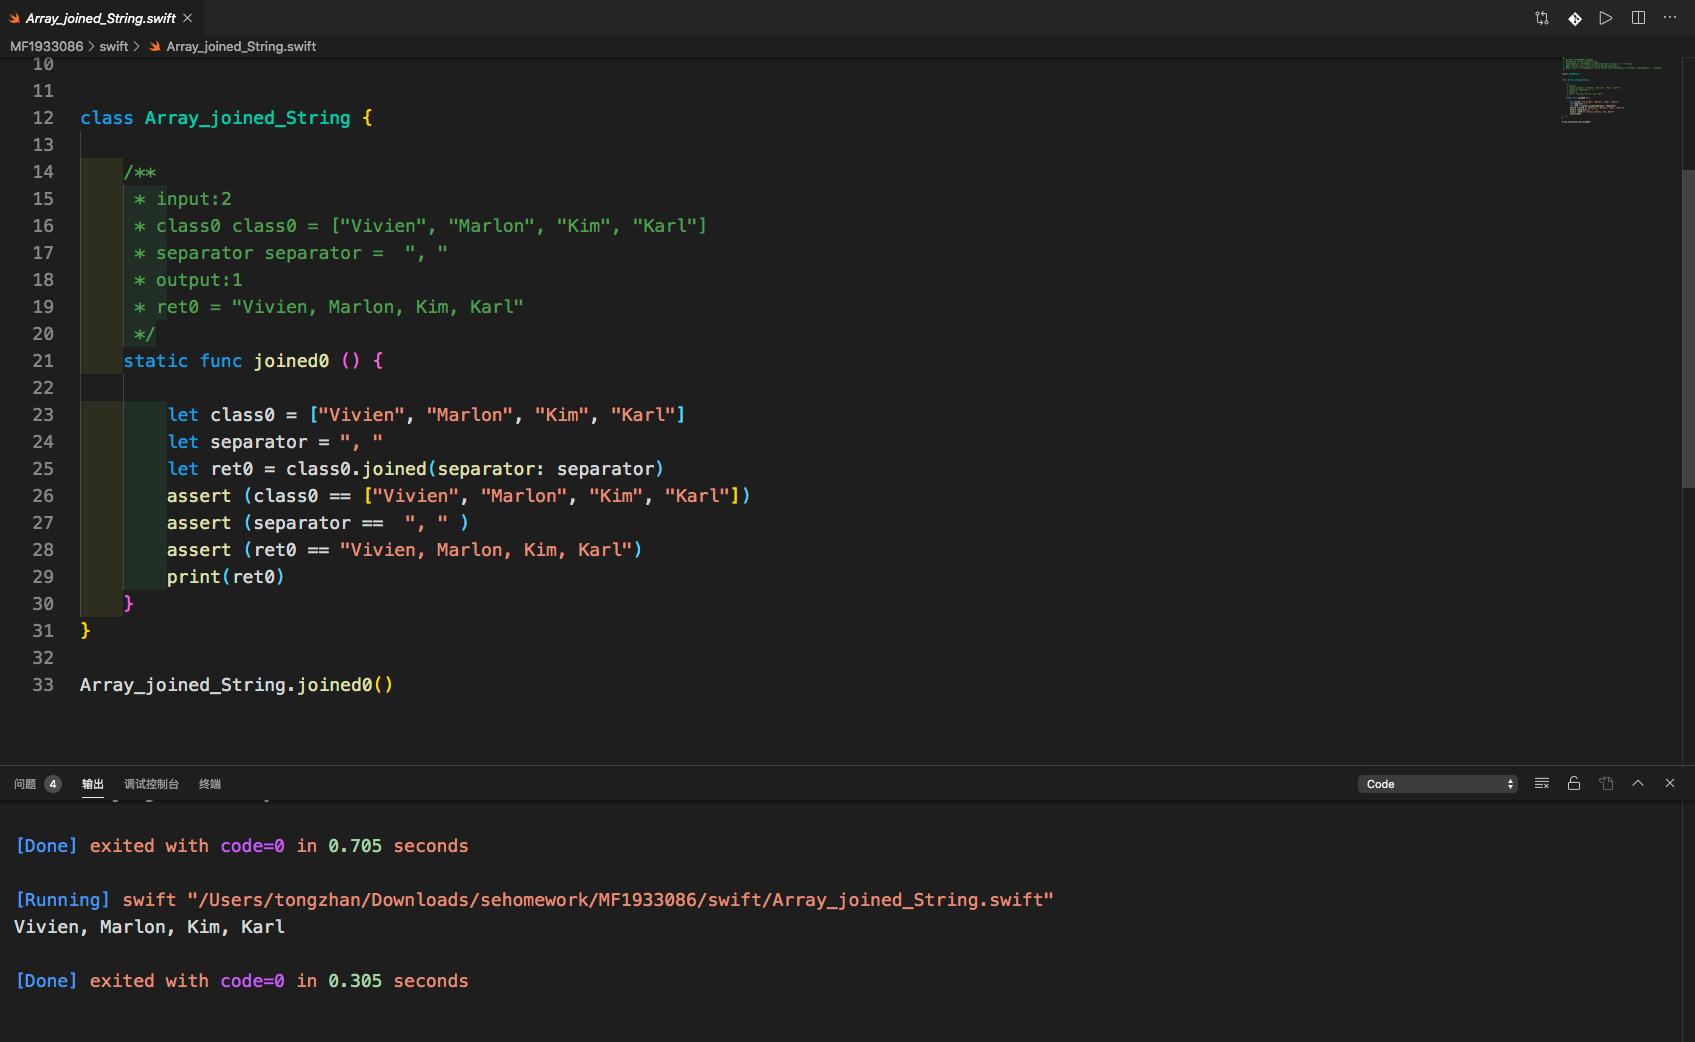 Array_joined_String.swift
MF1933086 > swift > Array_joined_String.swift
10
11
12 class Array_joined_String {
13
14 /**
15 * input:2
16 * class0 class0 = ["Vivien", "Marlon", "Kim", "Karl"]
17 * separator separator =  ", "
18 * output:1
19 * ret0 = "Vivien, Marlon, Kim, Karl"
20 */
21 static func joined0 () {
22
23 let class0 = ["Vivien", "Marlon", "Kim", "Karl"]
24 let separator = ", "
25 let ret0 = class0.joined(separator: separator)
26 assert (class0 == ["Vivien", "Marlon", "Kim", "Karl"])
27 assert (separator ==  ", " )
28 assert (ret0 == "Vivien, Marlon, Kim, Karl")
29 print(ret0)
30 }
31 }
32
33 Array_joined_String.joined0()
问题 4 输出 调试控制台 终端 Code
[Done] exited with code=0 in 0.705 seconds
[Running] swift "/Users/tongzhan/Downloads/sehomework/MF1933086/swift/Array_joined_String.swift"
Vivien, Marlon, Kim, Karl
[Done] exited with code=0 in 0.305 seconds